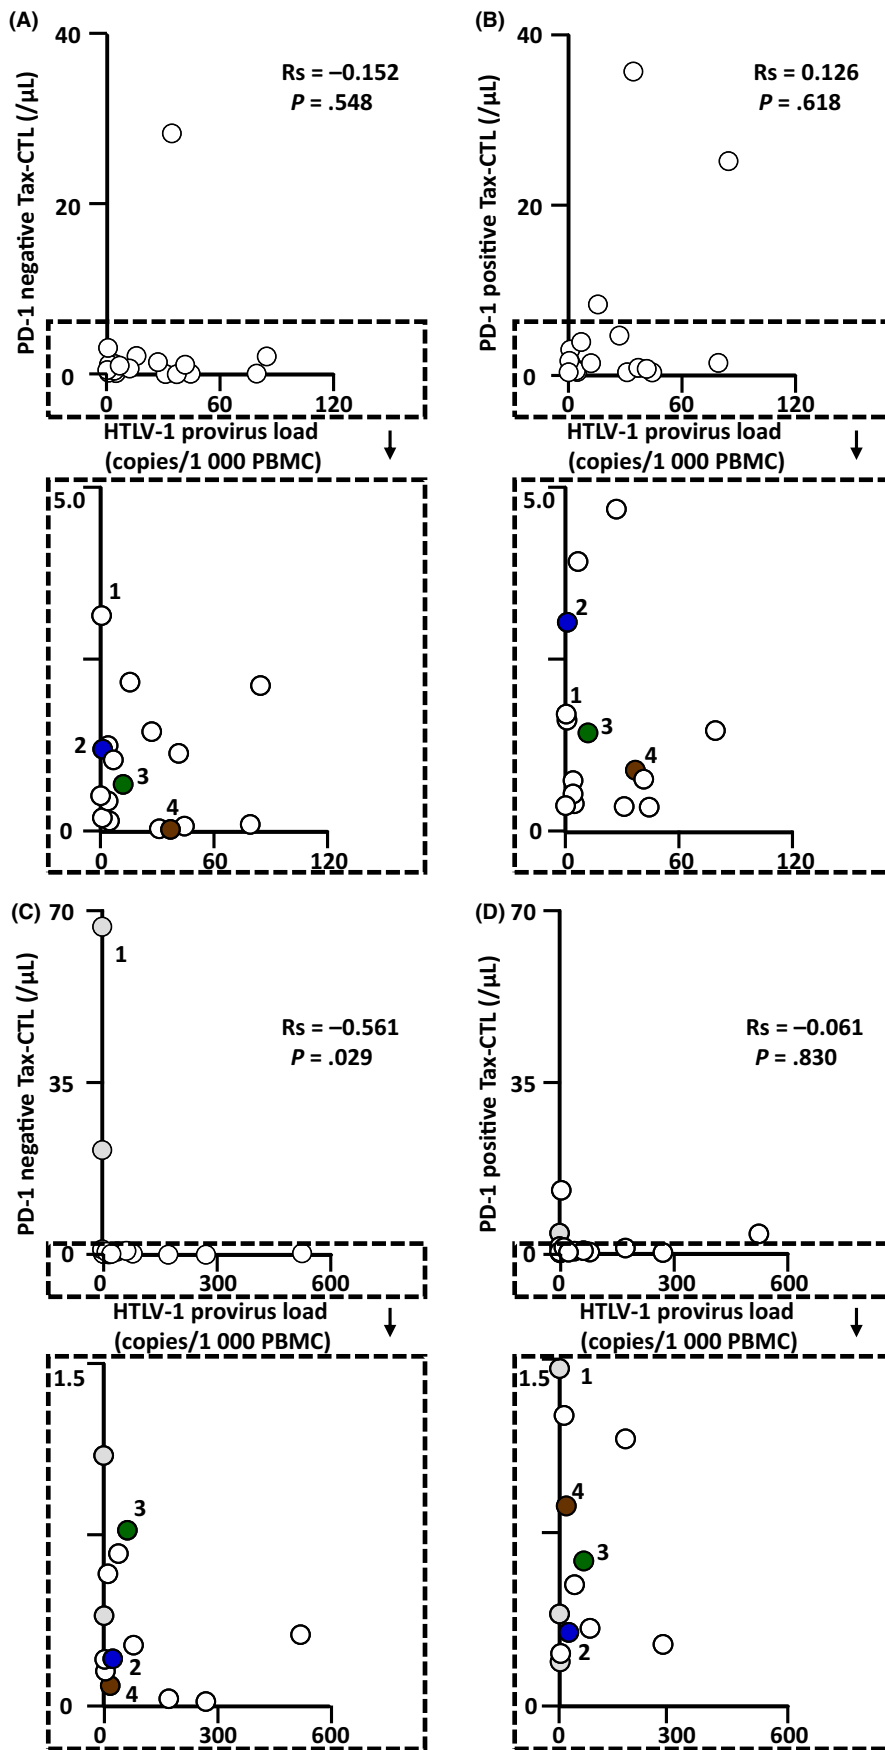 (A)
PD-1 negative Tax-CTL (/μL)
40
20
0
Rs = –0.152
P = .548
0 60 120
HTLV-1 provirus load
(copies/1 000 PBMC)
5.0
0
1
2
3
4
0 60 120
(B)
PD-1 positive Tax-CTL (/μL)
40
20
0
Rs = 0.126
P = .618
0 60 120
HTLV-1 provirus load
(copies/1 000 PBMC)
5.0
0
2
1
3
4
0 60 120
(C)
PD-1 negative Tax-CTL (/μL)
70
35
0
1
Rs = –0.561
P = .029
0 300 600
HTLV-1 provirus load
(copies/1 000 PBMC)
1.5
0
3
2
4
0 300 600
(D)
PD-1 positive Tax-CTL (/μL)
70
35
0
Rs = –0.061
P = .830
0 300 600
HTLV-1 provirus load
(copies/1 000 PBMC)
1.5
0
1
4
3
2
0 300 600